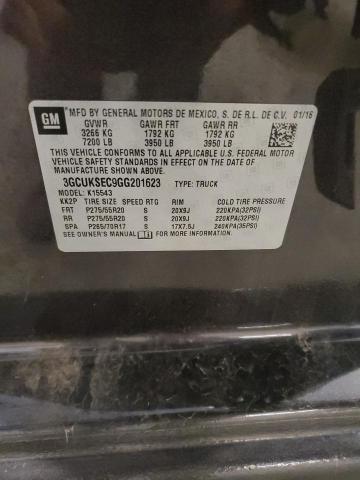 GM
MFD BY GENERAL MOTORS DE MEXICO, S. DE R.L. DE C.V. 01/16
GVWR GAWR FRT GAWR RR
3266 KG 1792 KG 1792 KG
7200 LB 3950 LB 3950 LB
THIS VEHICLE CONFORMS TO ALL APPLICABLE U.S. FEDERAL MOTOR
VEHICLE SAFETY STANDARDS IN EFFECT ON THE DATE OF
MANUFACTURE SHOWN ABOVE.
3GCUKSEC9GG201623 TYPE: TRUCK
MODEL: K15543
KK2P TIRE SIZE SPEED RTG RIM COLD TIRE PRESSURE
FRT P275/55R20 S 20X9J 220KPA(32PSI)
RR P275/55R20 S 20X9J 220KPA(32PSI)
SPA P265/70R17 S 17X7.5J 240KPA(35PSI)
SEE OWNER'S MANUAL FOR MORE INFORMATION.